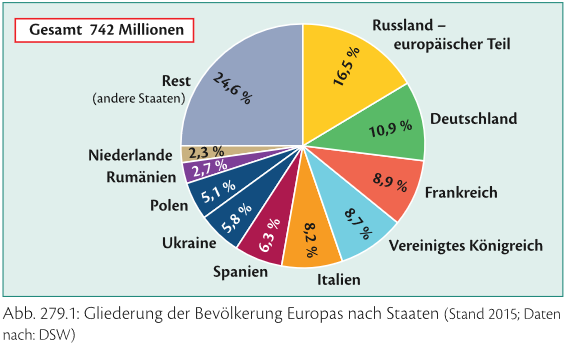 Gesamt 742 Millionen
Russland –
europäischer Teil
16,5 %
Deutschland
10,9 %
Frankreich
8,9 %
Vereinigtes Königreich
8,7 %
Italien
8,2 %
Spanien
6,3 %
Ukraine
5,8 %
Polen
5,1 %
Rumänien
2,7 %
Niederlande
2,3 %
Rest
(andere Staaten)
24,6 %
Abb. 279.1: Gliederung der Bevölkerung Europas nach Staaten (Stand 2015; Daten
nach: DSW)